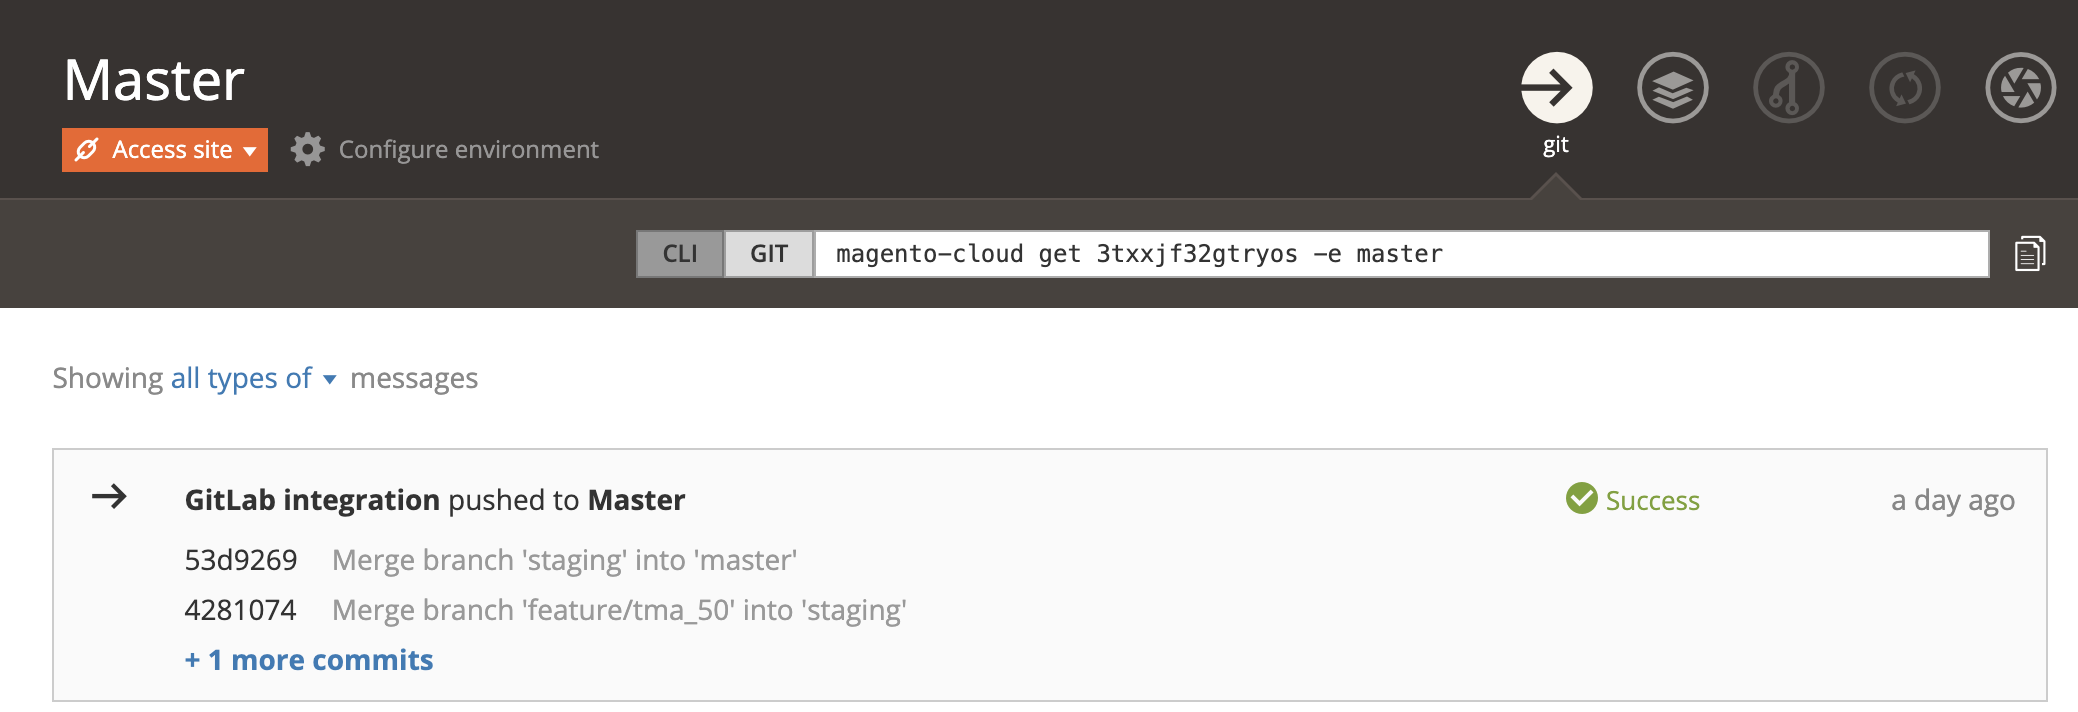 Master
Access site
Configure environment
git
CLI GIT magento-cloud get 3txxjf32gtryos -e master
Showing all types of messages
GitLab integration pushed to Master Success a day ago
53d9269 Merge branch 'staging' into 'master'
4281074 Merge branch 'feature/tma_50' into 'staging'
+ 1 more commits